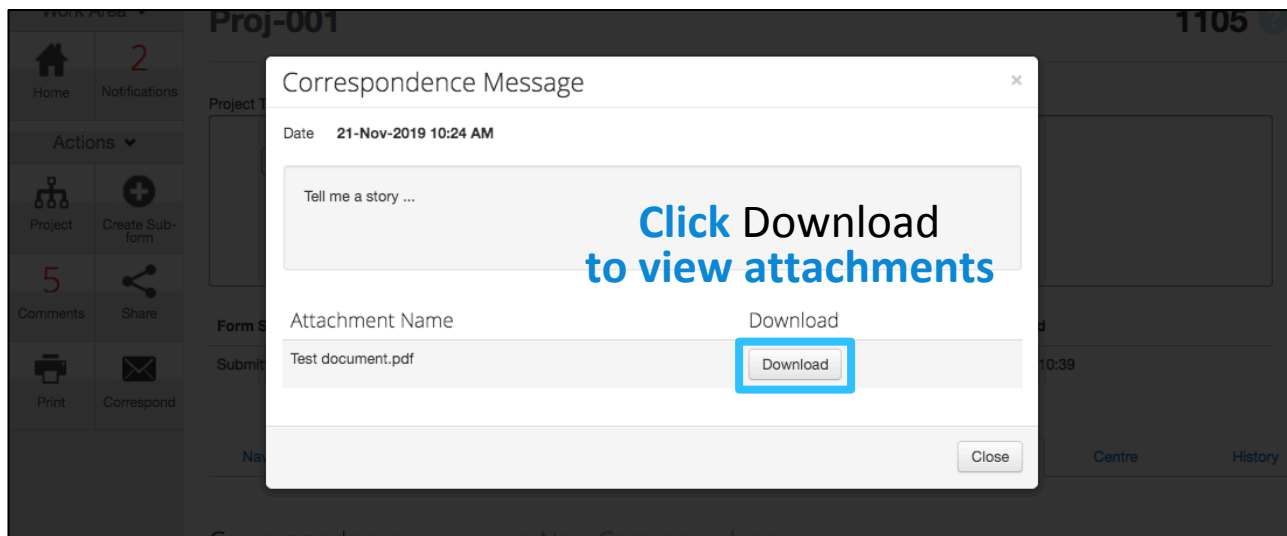 Work Area
Proj-001
1105
Home
2
Notifications
Project T
Actions
Project
Create Sub-
form
5
Comments
Share
Form S
Submit
10:39
Print
Correspond
Nav
Centre
History
Correspondence Message
×
Date 21-Nov-2019 10:24 AM
Tell me a story ...
Click Download
to view attachments
Attachment Name Download
Test document.pdf Download
Close